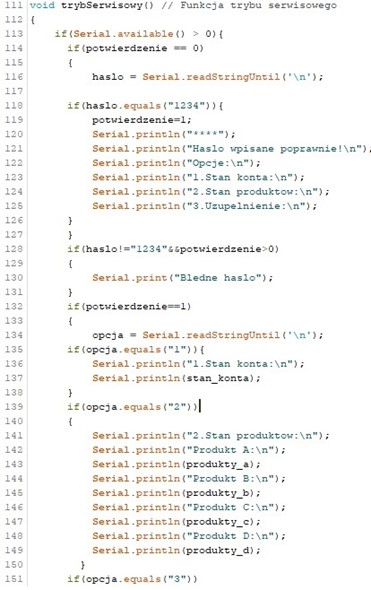 111 void trybSerwisowy() // Funkcja trybu serwisowego
112 {
113 if(Serial.available() > 0){
114 if(potwierdzenie == 0)
115 {
116 haslo = Serial.readStringUntil('\n');
117
118 if(haslo.equals("1234")){
119 potwierdzenie=1;
120 Serial.println("****");
121 Serial.println("Haslo wpisane poprawnie!\n");
122 Serial.println("Opcje:\n");
123 Serial.println("1.Stan konta:\n");
124 Serial.println("2.Stan produktow:\n");
125 Serial.println("3.Uzupelnienie:\n");
126 }
127 }
128 if(haslo!="1234"&&potwierdzenie>0)
129 {
130 Serial.print("Bledne haslo");
131 }
132 if(potwierdzenie==1)
133 {
134 opcja = Serial.readStringUntil('\n');
135 if(opcja.equals("1")){
136 Serial.println("1.Stan konta:\n");
137 Serial.println(stan_konta);
138 }
139 if(opcja.equals("2"))
140 {
141 Serial.println("2.Stan produktow:\n");
142 Serial.println("Produkt A:\n");
143 Serial.println(produkty_a);
144 Serial.println("Produkt B:\n");
145 Serial.println(produkty_b);
146 Serial.println("Produkt C:\n");
147 Serial.println(produkty_c);
148 Serial.println("Produkt D:\n");
149 Serial.println(produkty_d);
150 }
151 if(opcja.equals("3"))